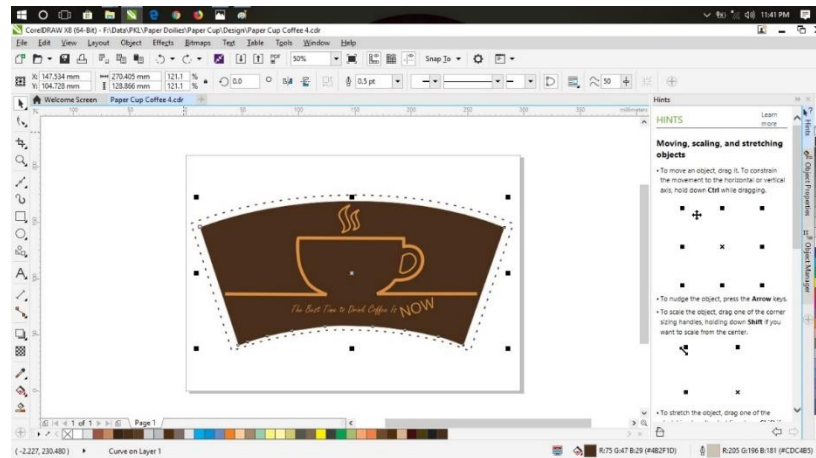 11:41 PM
CorelDRAW X8 (64-Bit) - F:\Data\PKL\Paper Doilies\Paper Cup\Design\Paper Cup Coffee 4.cdr
File Edit View Layout Object Effects Bitmaps Text Table Tools Window Help
50% Snap To
X: 147.534 mm 270.405 mm 121.1 % 0.0 0.5 pt 50
Y: 104.728 mm 128.866 mm 121.1 %
Welcome Screen Paper Cup Coffee 4.cdr
millimeters
Hints
HINTS
Learn more
Moving, scaling, and stretching objects
• To move an object, drag it. To constrain
the movement to the horizontal or vertical
axis, hold down Ctrl while dragging.
• To nudge the object, press the Arrow keys.
• To scale the object, drag one of the corner
sizing handles, holding down Shift if you
want to scale from the center.
• To stretch the object, drag one of the
Hints
Object Properties
Object Manager
The Best Time to Drink Coffee Is NOW
1 of 1 Page 1
( -2.227, 230.480 ) Curve on Layer 1 R:75 G:47 B:29 (#4B2F1D) R:205 G:196 B:181 (#CDC4B5)